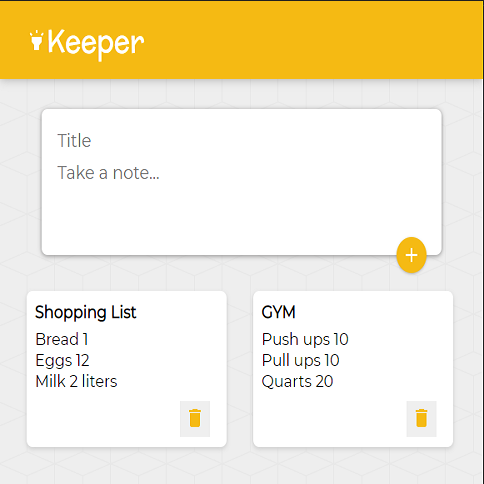 Keeper
Title
Take a note...
+
Shopping List
Bread 1
Eggs 12
Milk 2 liters
GYM
Push ups 10
Pull ups 10
Quarts 20